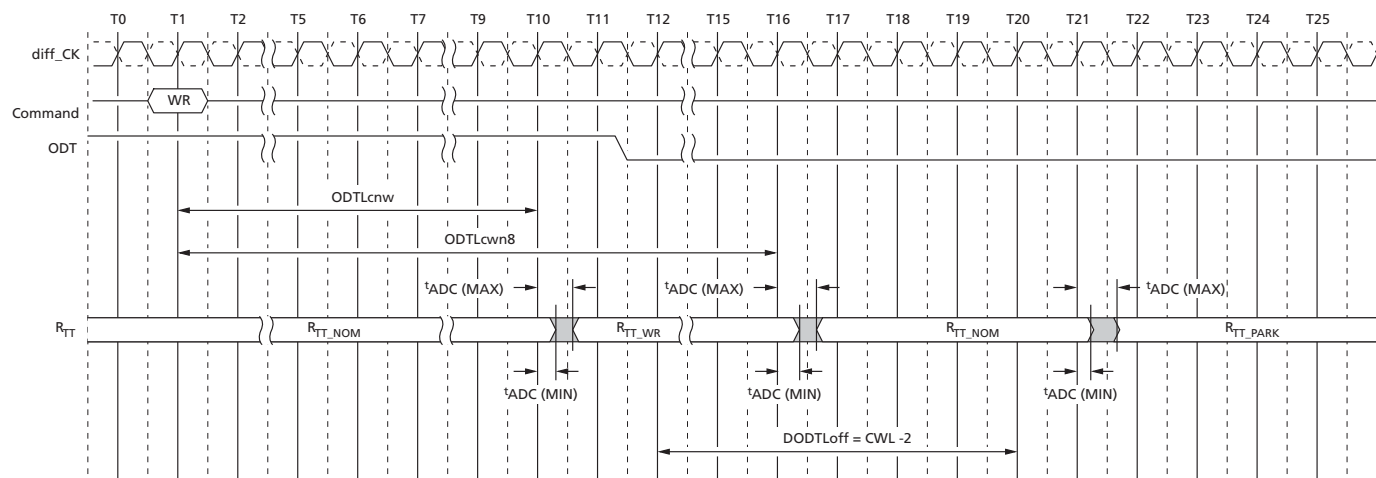 T0 T1 T2 T5 T6 T7 T9 T10 T11 T12 T15 T16 T17 T18 T19 T20 T21 T22 T23 T24 T25
diff_CK
Command WR
ODT
ODTLcnw
ODTLcwn8
tADC (MAX) tADC (MAX) tADC (MAX)
RTT RTT_NOM RTT_WR RTT_NOM RTT_PARK
tADC (MIN) tADC (MIN) tADC (MIN)
DODTLoff = CWL -2